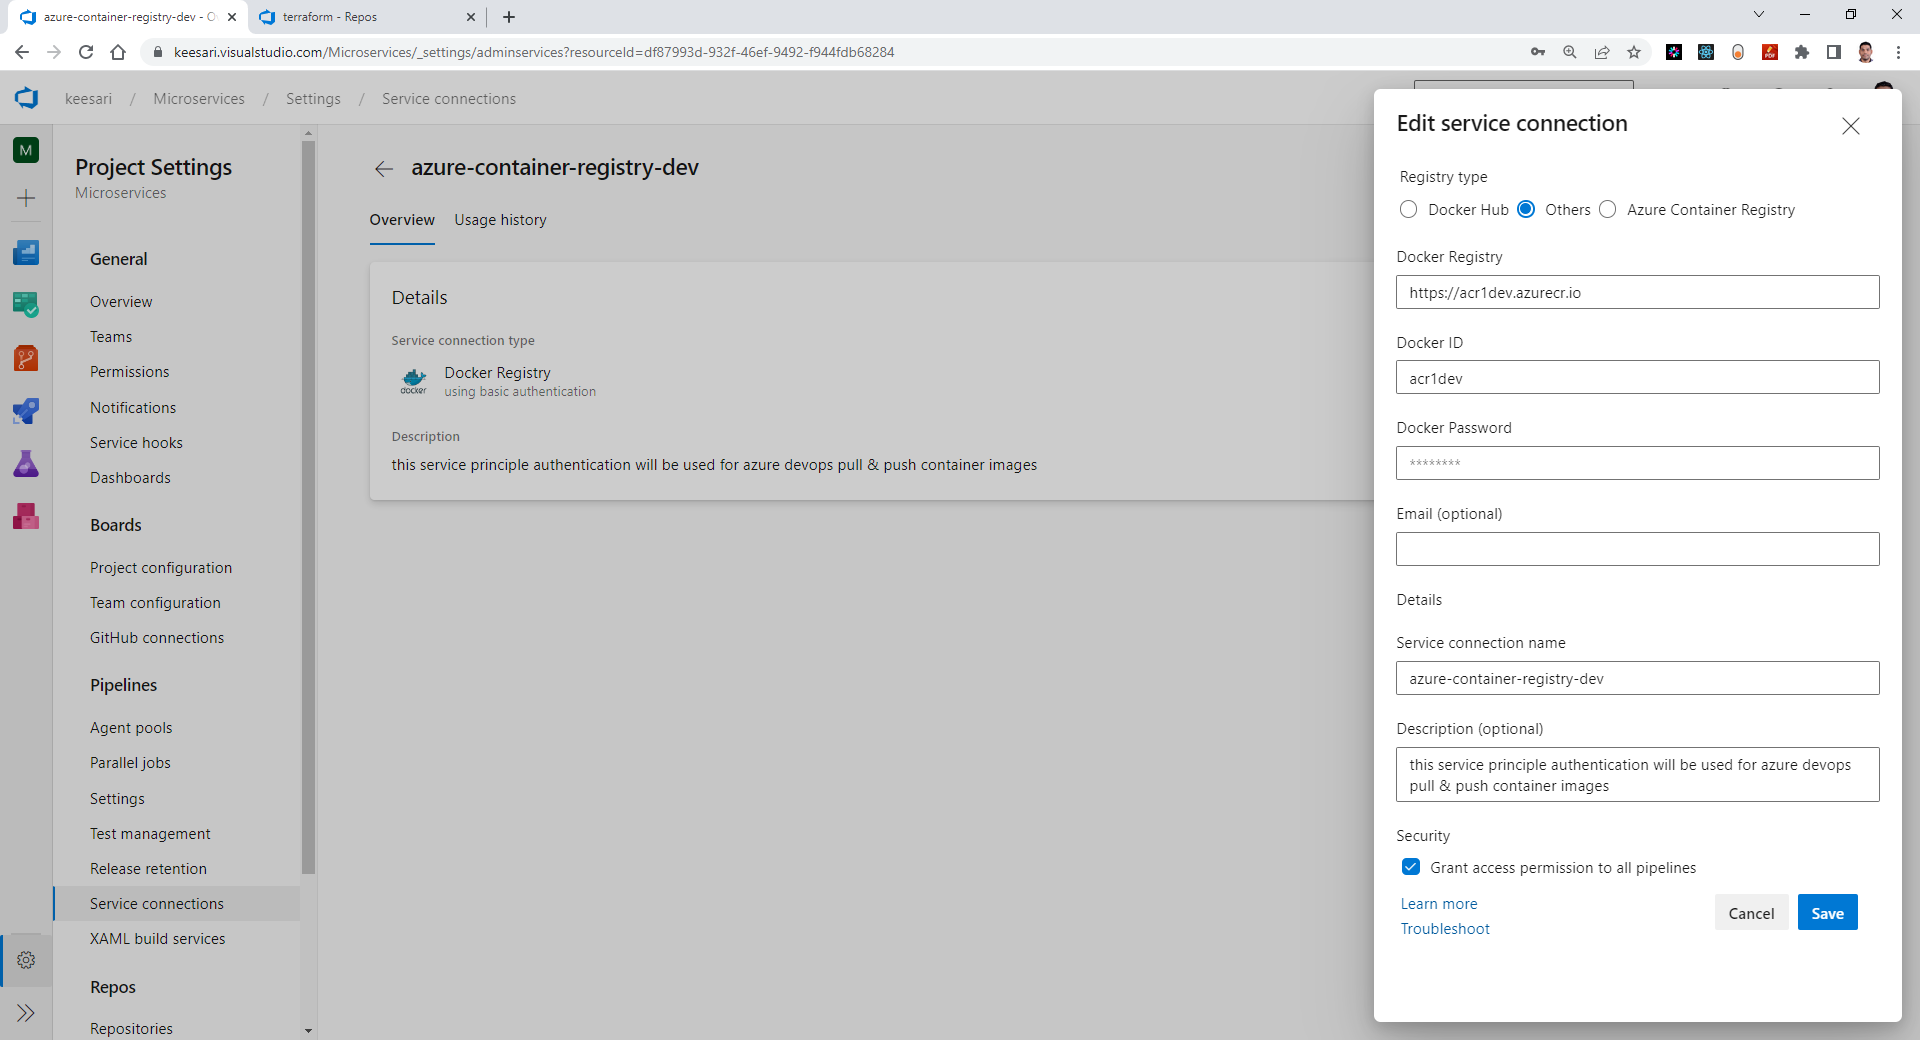 azure-container-registry-dev - O
terraform - Repos
keesari.visualstudio.com/Microservices/_settings/adminservices?resourceId=df87993d-932f-46ef-9492-f944fdb68284
PDF
keesari / Microservices / Settings / Service connections
M
Project Settings
Microservices
General
Overview
Teams
Permissions
Notifications
Service hooks
Dashboards
Boards
Project configuration
Team configuration
GitHub connections
Pipelines
Agent pools
Parallel jobs
Settings
Test management
Release retention
Service connections
XAML build services
Repos
Repositories
azure-container-registry-dev
Overview
Usage history
Details
Service connection type
docker
Docker Registry
using basic authentication
Description
this service principle authentication will be used for azure devops pull & push container images
Edit service connection
Registry type
Docker Hub
Others
Azure Container Registry
Docker Registry
https://acr1dev.azurecr.io
Docker ID
acr1dev
Docker Password
********
Email (optional)
Details
Service connection name
azure-container-registry-dev
Description (optional)
this service principle authentication will be used for azure devops
pull & push container images
Security
Grant access permission to all pipelines
Learn more
Troubleshoot
Cancel
Save